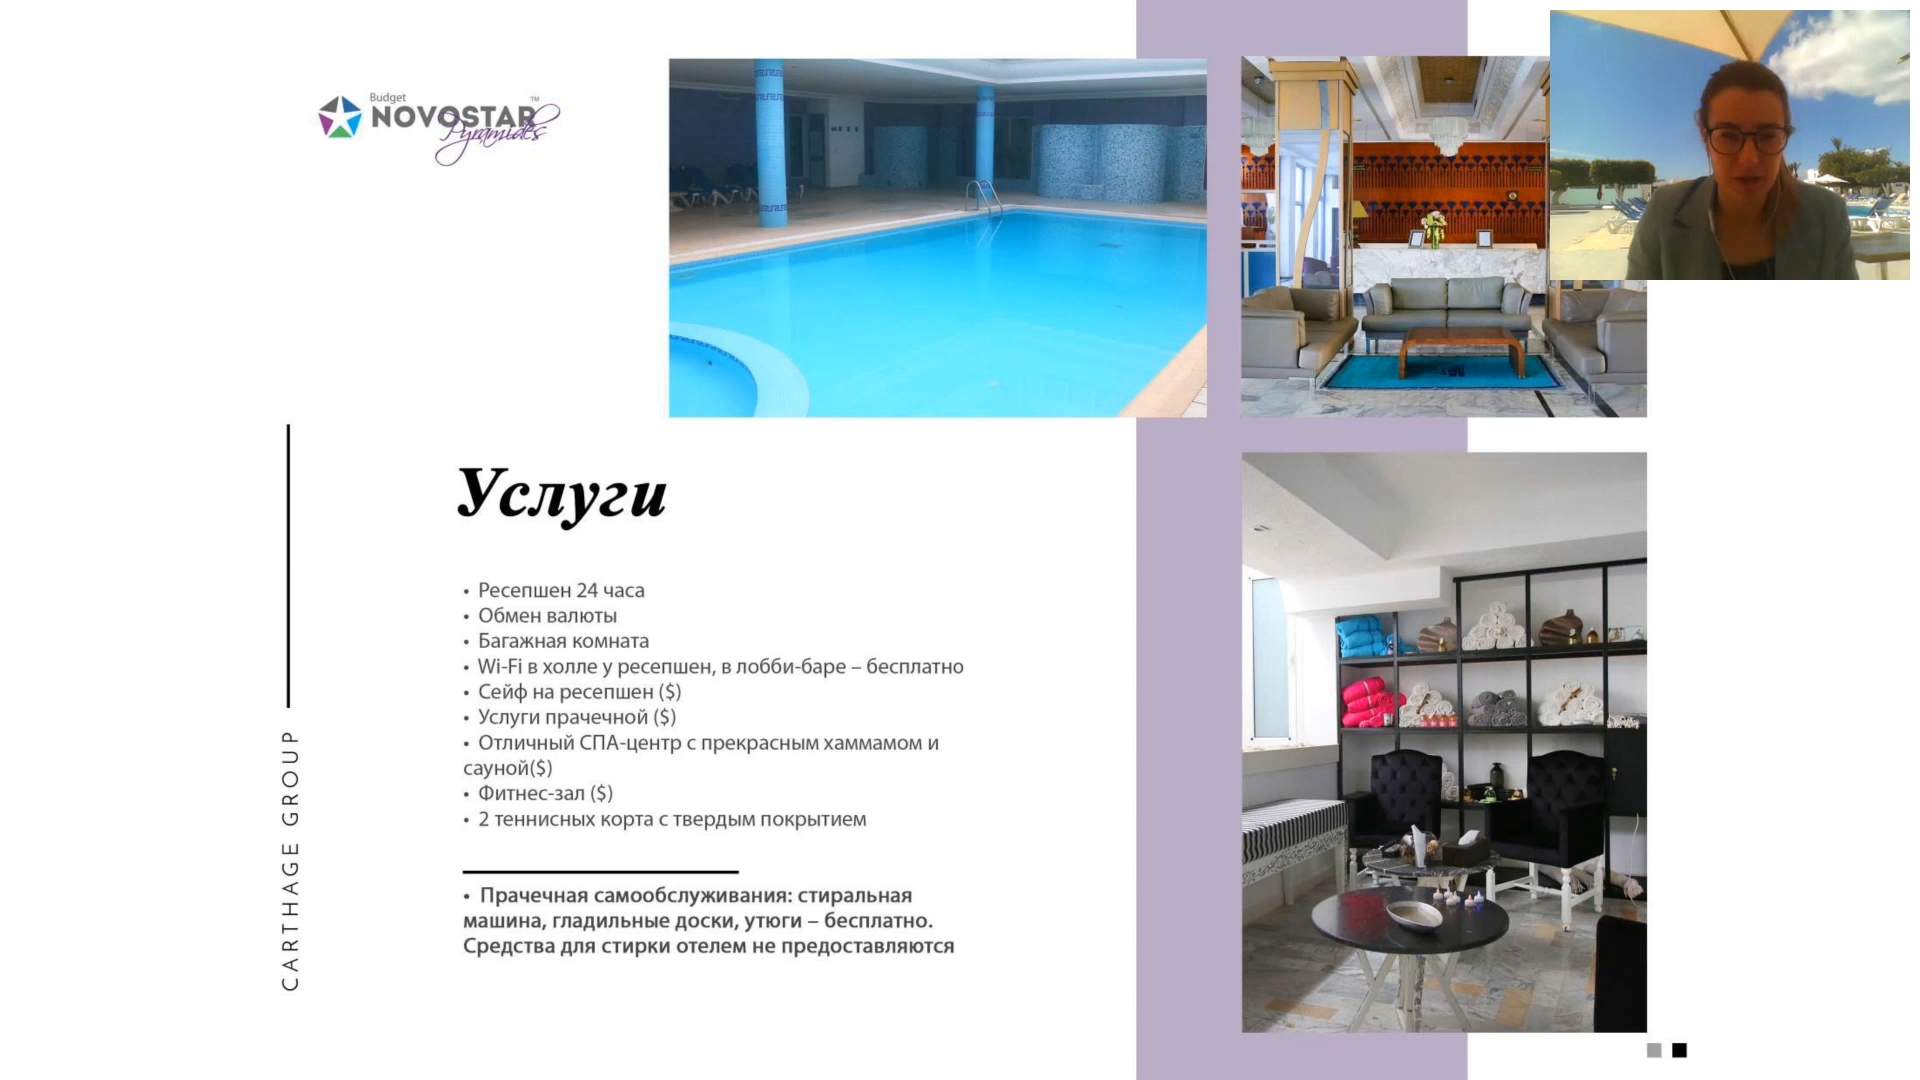 Budget
NOVOSTAR™
Pyramides
Услуги
• Ресепшен 24 часа
• Обмен валюты
• Багажная комната
• Wi-Fi в холле у ресепшен, в лобби-баре – бесплатно
• Сейф на ресепшен ($)
• Услуги прачечной ($)
• Отличный СПА-центр с прекрасным хаммамом и
сауной($)
• Фитнес-зал ($)
• 2 теннисных корта с твердым покрытием
• Прачечная самообслуживания: стиральная
машина, гладильные доски, утюги – бесплатно.
Средства для стирки отелем не предоставляются
CARTHAGE GROUP